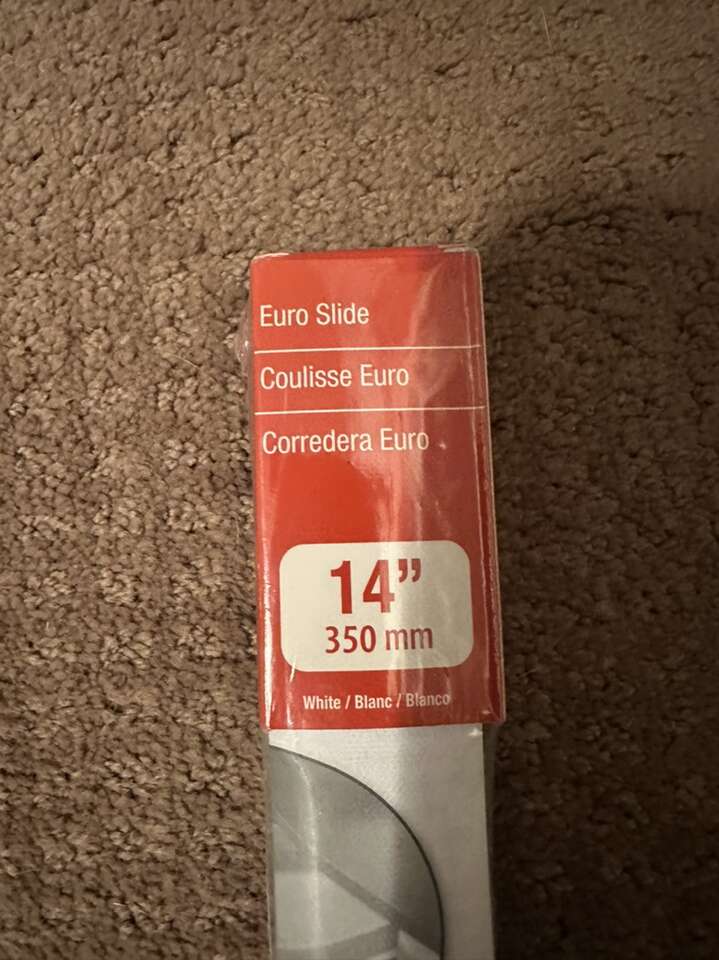 Euro Slide
Coulisse Euro
Corredera Euro
14”
350 mm
White / Blanc / Blanco